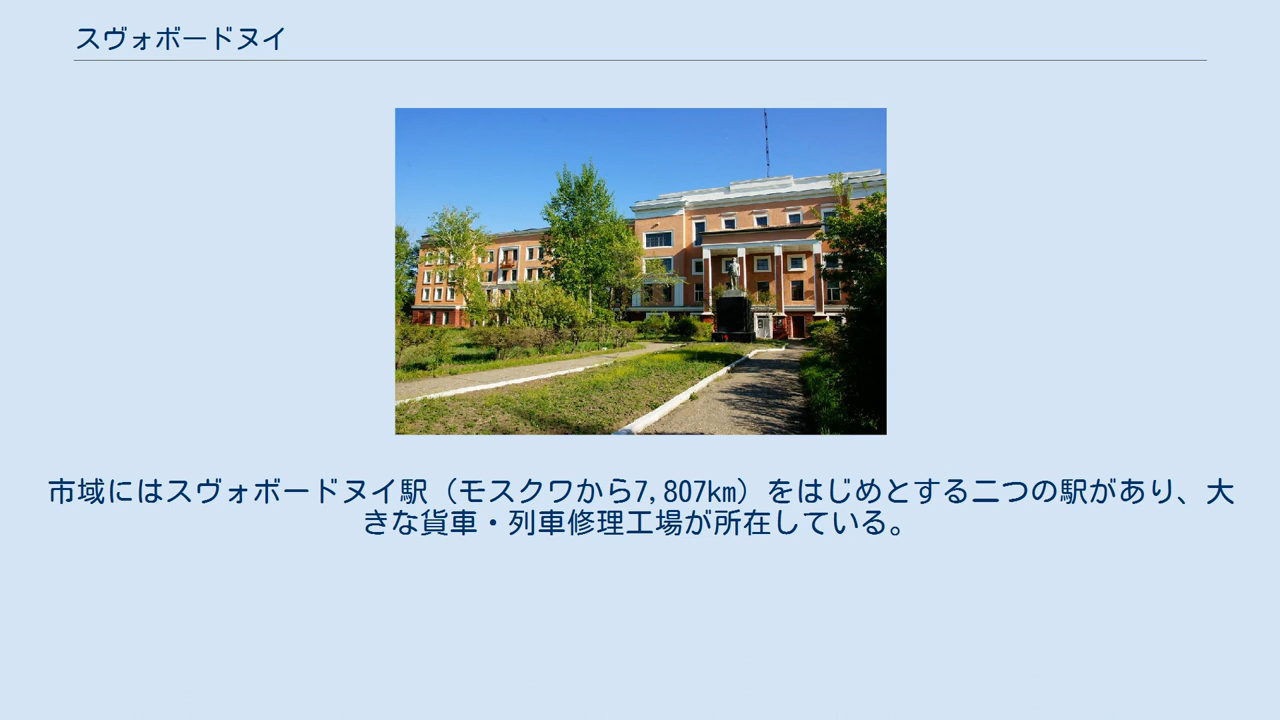 スヴォボードヌイ
市域にはスヴォボードヌイ駅（モスクワから7,807km）をはじめとする二つの駅があり、大
きな貨車・列車修理工場が所在している。